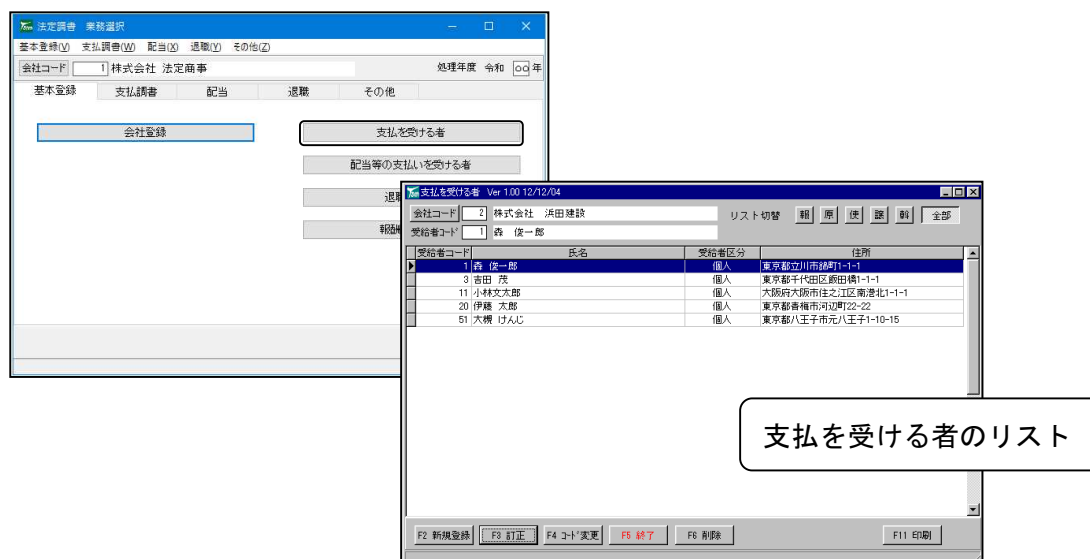 法定調書 業務選択
基本登録(V) 支払調書(W) 配当(X) 退職(Y) その他(Z)
会社コード 1 株式会社 法定商事 処理年度 令和 〇〇 年
基本登録 支払調書 配当 退職 その他
会社登録 支払を受ける者
配当等の支払いを受ける者
支払を受ける者 Ver 1.00 12/12/04
会社コード 2 株式会社 浜田建設 リスト切替 報 原 使 譲 斡 全部
受給者コード 1 森 俊一郎
受給者コード 氏名 受給者区分 住所
1 森 俊一郎 個人 東京都立川市錦町1-1-1
3 吉田 茂 個人 東京都千代田区飯田橋1-1-1
11 小林文太郎 個人 大阪府大阪市住之江区南港北1-1-1
20 伊藤 太郎 個人 東京都青梅市河辺町22-22
51 大槻 けんじ 個人 東京都八王子市元八王子1-10-15
支払を受ける者のリスト
F2 新規登録 F3 訂正 F4 コード変更 F5 終了 F6 削除 F11 印刷